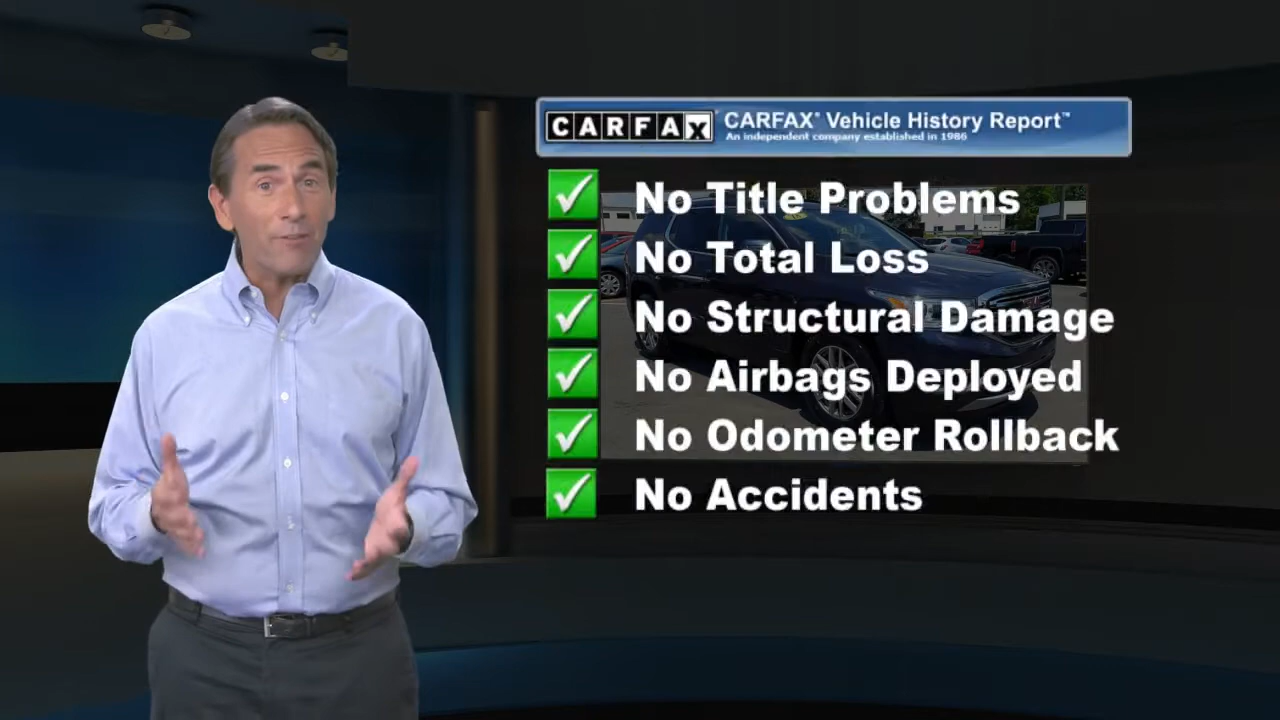 CARFAX CARFAX® Vehicle History Report™
An independent company established in 1986
No Title Problems
No Total Loss
No Structural Damage
No Airbags Deployed
No Odometer Rollback
No Accidents